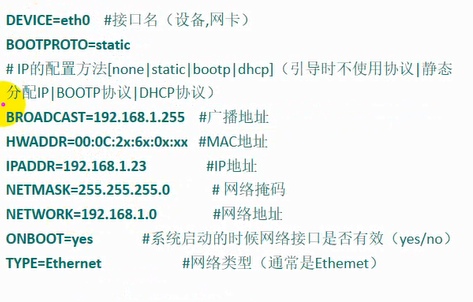 DEVICE=eth0 #接口名（设备,网卡）
BOOTPROTO=static
# IP的配置方法[none|static|bootp|dhcp]（引导时不使用协议|静态
分配IP|BOOTP协议|DHCP协议）
BROADCAST=192.168.1.255 #广播地址
HWADDR=00:0C:2x:6x:0x:xx #MAC地址
IPADDR=192.168.1.23 #IP地址
NETMASK=255.255.255.0 # 网络掩码
NETWORK=192.168.1.0 #网络地址
ONBOOT=yes #系统启动的时候网络接口是否有效（yes/no）
TYPE=Ethernet #网络类型（通常是Ethemet）